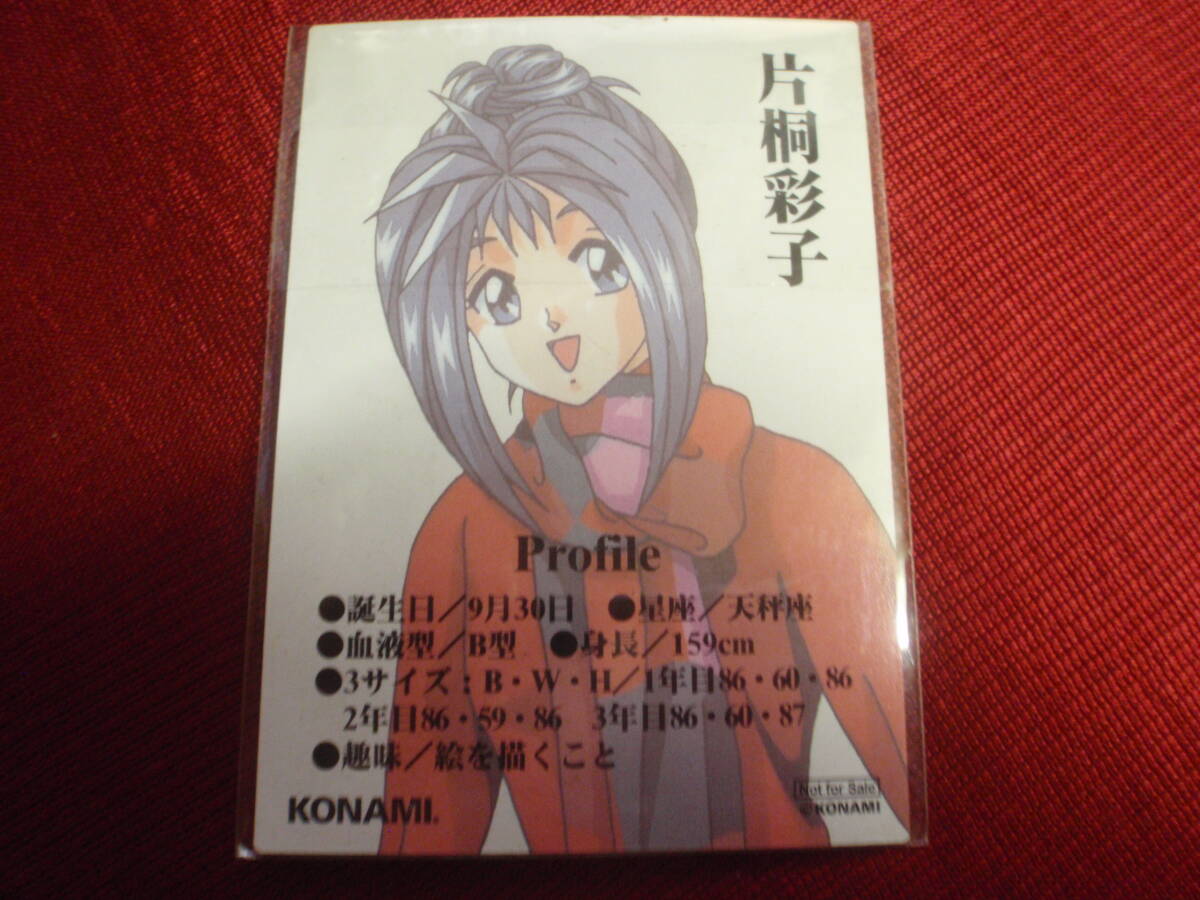 片桐彩子
Profile
●誕生日／9月30日　●星座／天秤座
●血液型／B型　●身長／159cm
●3サイズ：B・W・H／1年目86・60・86
2年目86・59・86　3年目86・60・87
●趣味／絵を描くこと
Not for Sale
KONAMI.
©KONAMI